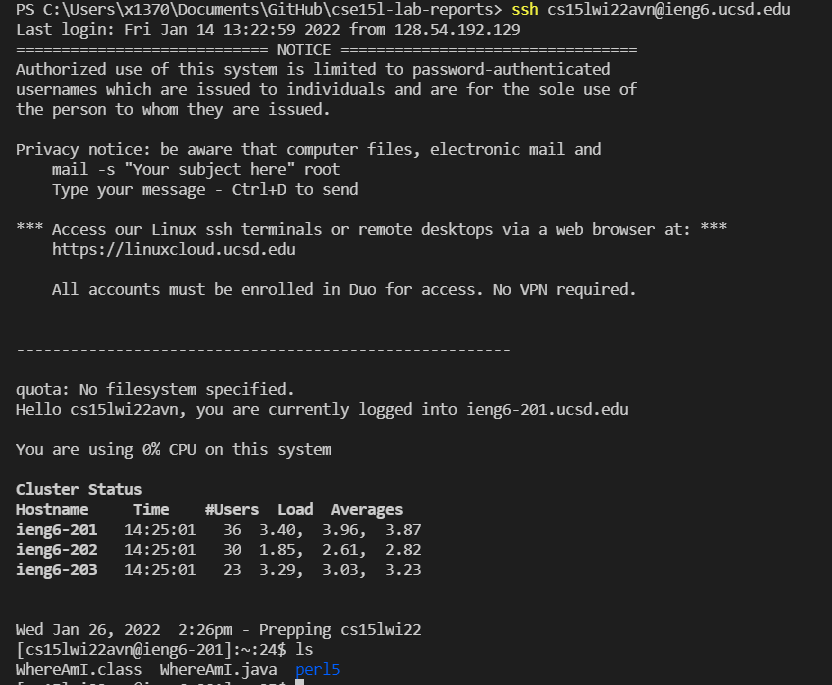 PS C:\Users\x1370\Documents\GitHub\cse15l-lab-reports> ssh cs15lwi22avn@ieng6.ucsd.edu
Last login: Fri Jan 14 13:22:59 2022 from 128.54.192.129
============================ NOTICE =================================
Authorized use of this system is limited to password-authenticated
usernames which are issued to individuals and are for the sole use of
the person to whom they are issued.
Privacy notice: be aware that computer files, electronic mail and
mail -s "Your subject here" root
Type your message - Ctrl+D to send
*** Access our Linux ssh terminals or remote desktops via a web browser at: ***
https://linuxcloud.ucsd.edu
All accounts must be enrolled in Duo for access. No VPN required.
-------------------------------------------------------
quota: No filesystem specified.
Hello cs15lwi22avn, you are currently logged into ieng6-201.ucsd.edu
You are using 0% CPU on this system
Cluster Status
Hostname     Time    #Users  Load  Averages
ieng6-201   14:25:01   36  3.40,  3.96,  3.87
ieng6-202   14:25:01   30  1.85,  2.61,  2.82
ieng6-203   14:25:01   23  3.29,  3.03,  3.23
Wed Jan 26, 2022  2:26pm - Prepping cs15lwi22
[cs15lwi22avn@ieng6-201]:~:24$ ls
WhereAmI.class  WhereAmI.java  perl5